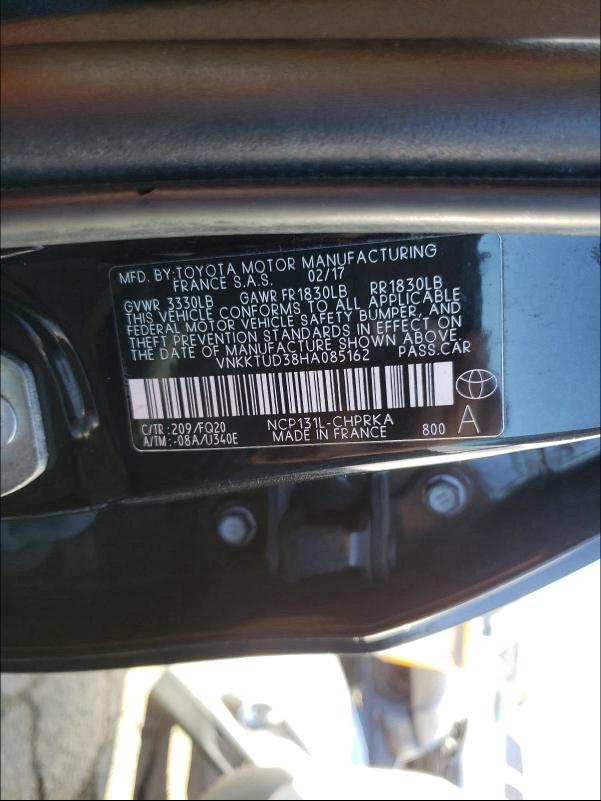 MFD. BY:TOYOTA MOTOR MANUFACTURING
FRANCE S.A.S. 02/17
GVWR 3330LB GAWR FR1830LB RR1830LB
THIS VEHICLE CONFORMS TO ALL APPLICABLE
FEDERAL MOTOR VEHICLE SAFETY BUMPER, AND
THEFT PREVENTION STANDARDS IN EFFECT ON
THE DATE OF MANUFACTURE SHOWN ABOVE.
VNKKTUD38HA085162 PASS.CAR
C/TR:209/FQ20 NCP131L-CHPRKA A
A/TM:-08A/U340E MADE IN FRANCE 800